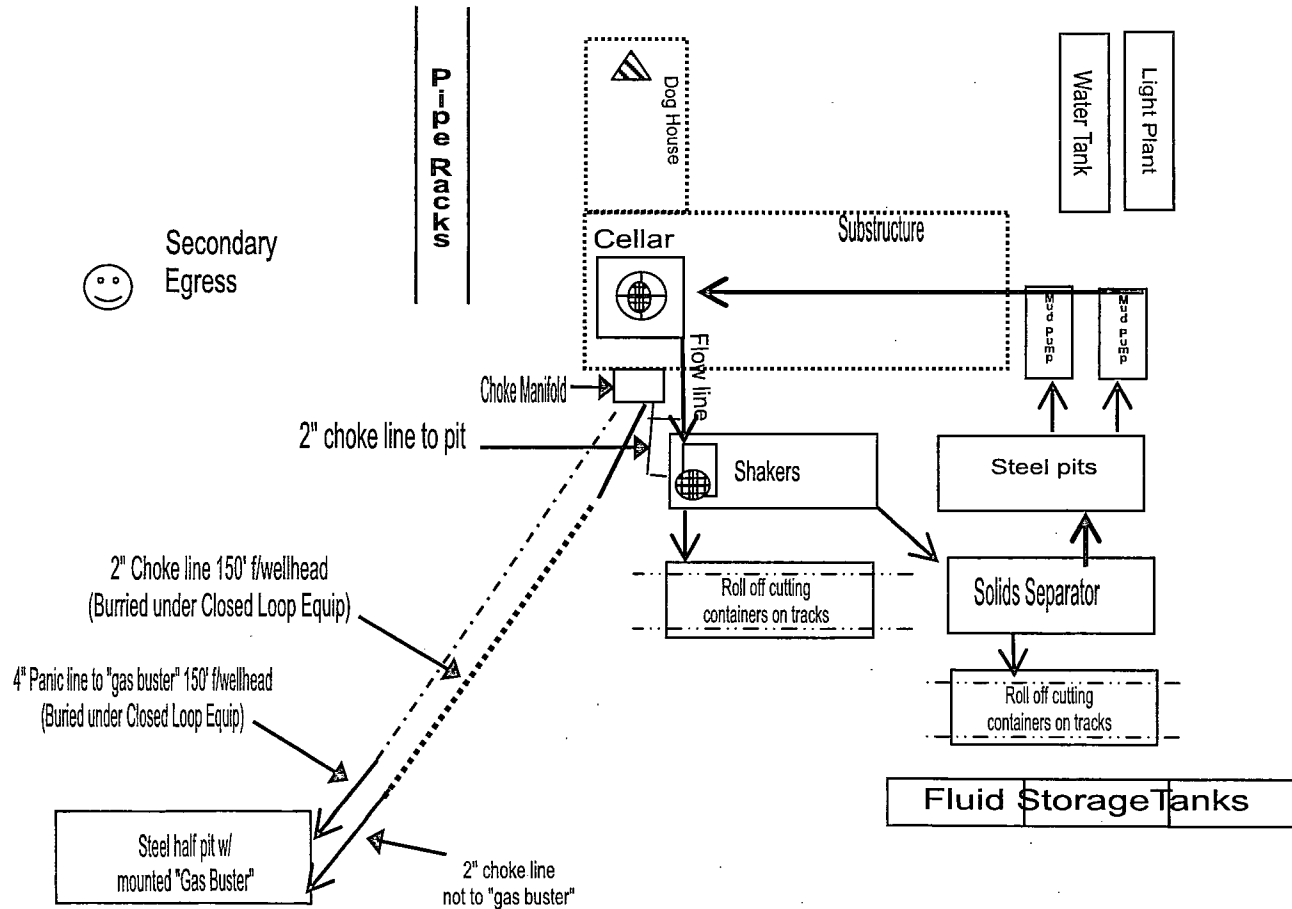 Pipe Racks
Dog House
Water Tank
Light Plant
Secondary
Egress
Cellar
Substructure
Mud pump
Mud pump
Flow line
Choke Manifold
2" choke line to pit
Shakers
Steel pits
2" Choke line 150' f/wellhead
(Burried under Closed Loop Equip)
Roll off cutting
containers on tracks
Solids Separator
4" Panic line to "gas buster" 150' f/wellhead
(Buried under Closed Loop Equip)
Roll off cutting
containers on tracks
Fluid StorageTanks
Steel half pit w/
mounted "Gas Buster"
2" choke line
not to "gas buster"